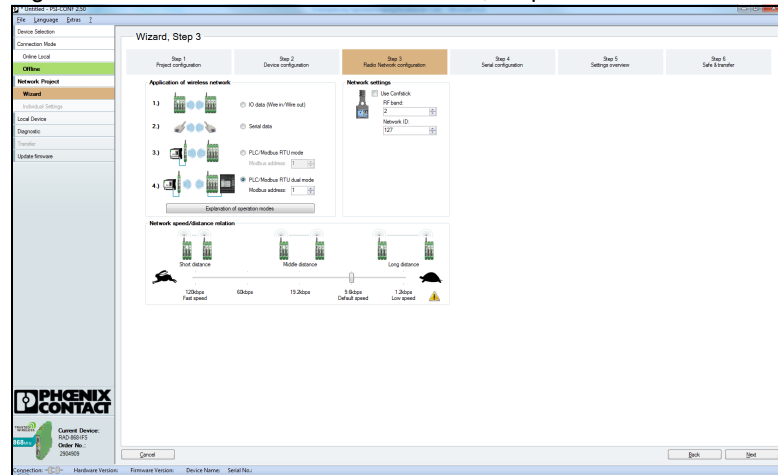 * Untitled - PSI-CONF 2.50
File Language Extras ?
Device Selection
Connection Mode
Online Local
Offline
Network Project
Wizard
Individual Settings
Local Device
Diagnostic
Transfer
Update firmware
Wizard, Step 3
Step 1
Project configuration
Step 2
Device configuration
Step 3
Radio Network configuration
Step 4
Serial configuration
Step 5
Settings overview
Step 6
Safe & transfer
Application of wireless network
1.) IO data (Wire in/Wire out)
2.) Serial data
3.) PLC/Modbus RTU mode
Modbus address: 1
4.) PLC/Modbus RTU dual mode
Modbus address: 1
Explanation of operation modes
Network settings
Use Confstick
RF band:
2
Network ID:
127
Network speed/distance relation
Short distance Middle distance Long distance
120kbps 60kbps 19.2kbps 9.6kbps 1.2kbps
Fast speed Default speed Low speed
PHŒNIX
CONTACT
TRUSTED
WIRELESS
868MHz
Current Device:
RAD-868-IFS
Order No.:
2904909
Cancel Back Next
Connection: Hardware Version: Firmware Version: Device Name: Serial No.: